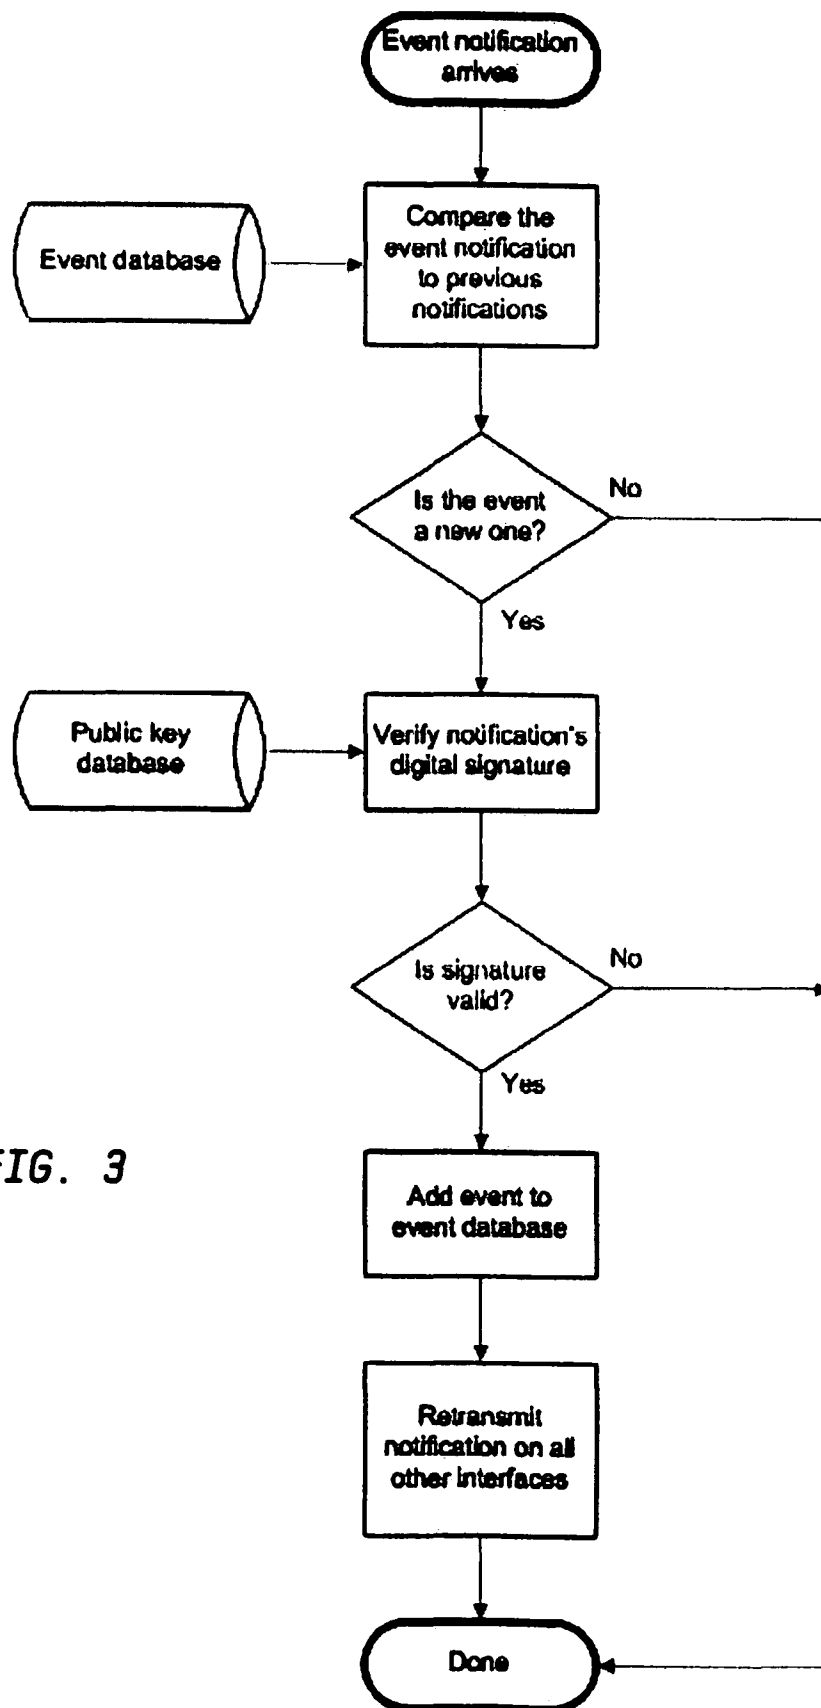 Event notification
arrives
Compare the
event notification
to previous
notifications
Event database
Is the event
a new one?
No
Yes
Public key
database
Verify notification's
digital signature
Is signature
valid?
No
Yes
FIG. 3
Add event to
event database
Retransmit
notification on all
other interfaces
Done